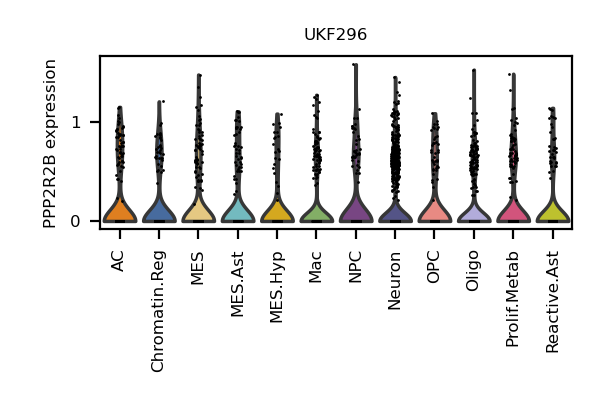 UKF296
PPP2R2B expression
1
0
AC
Chromatin.Reg
MES
MES.Ast
MES.Hyp
Mac
NPC
Neuron
OPC
Oligo
Prolif.Metab
Reactive.Ast